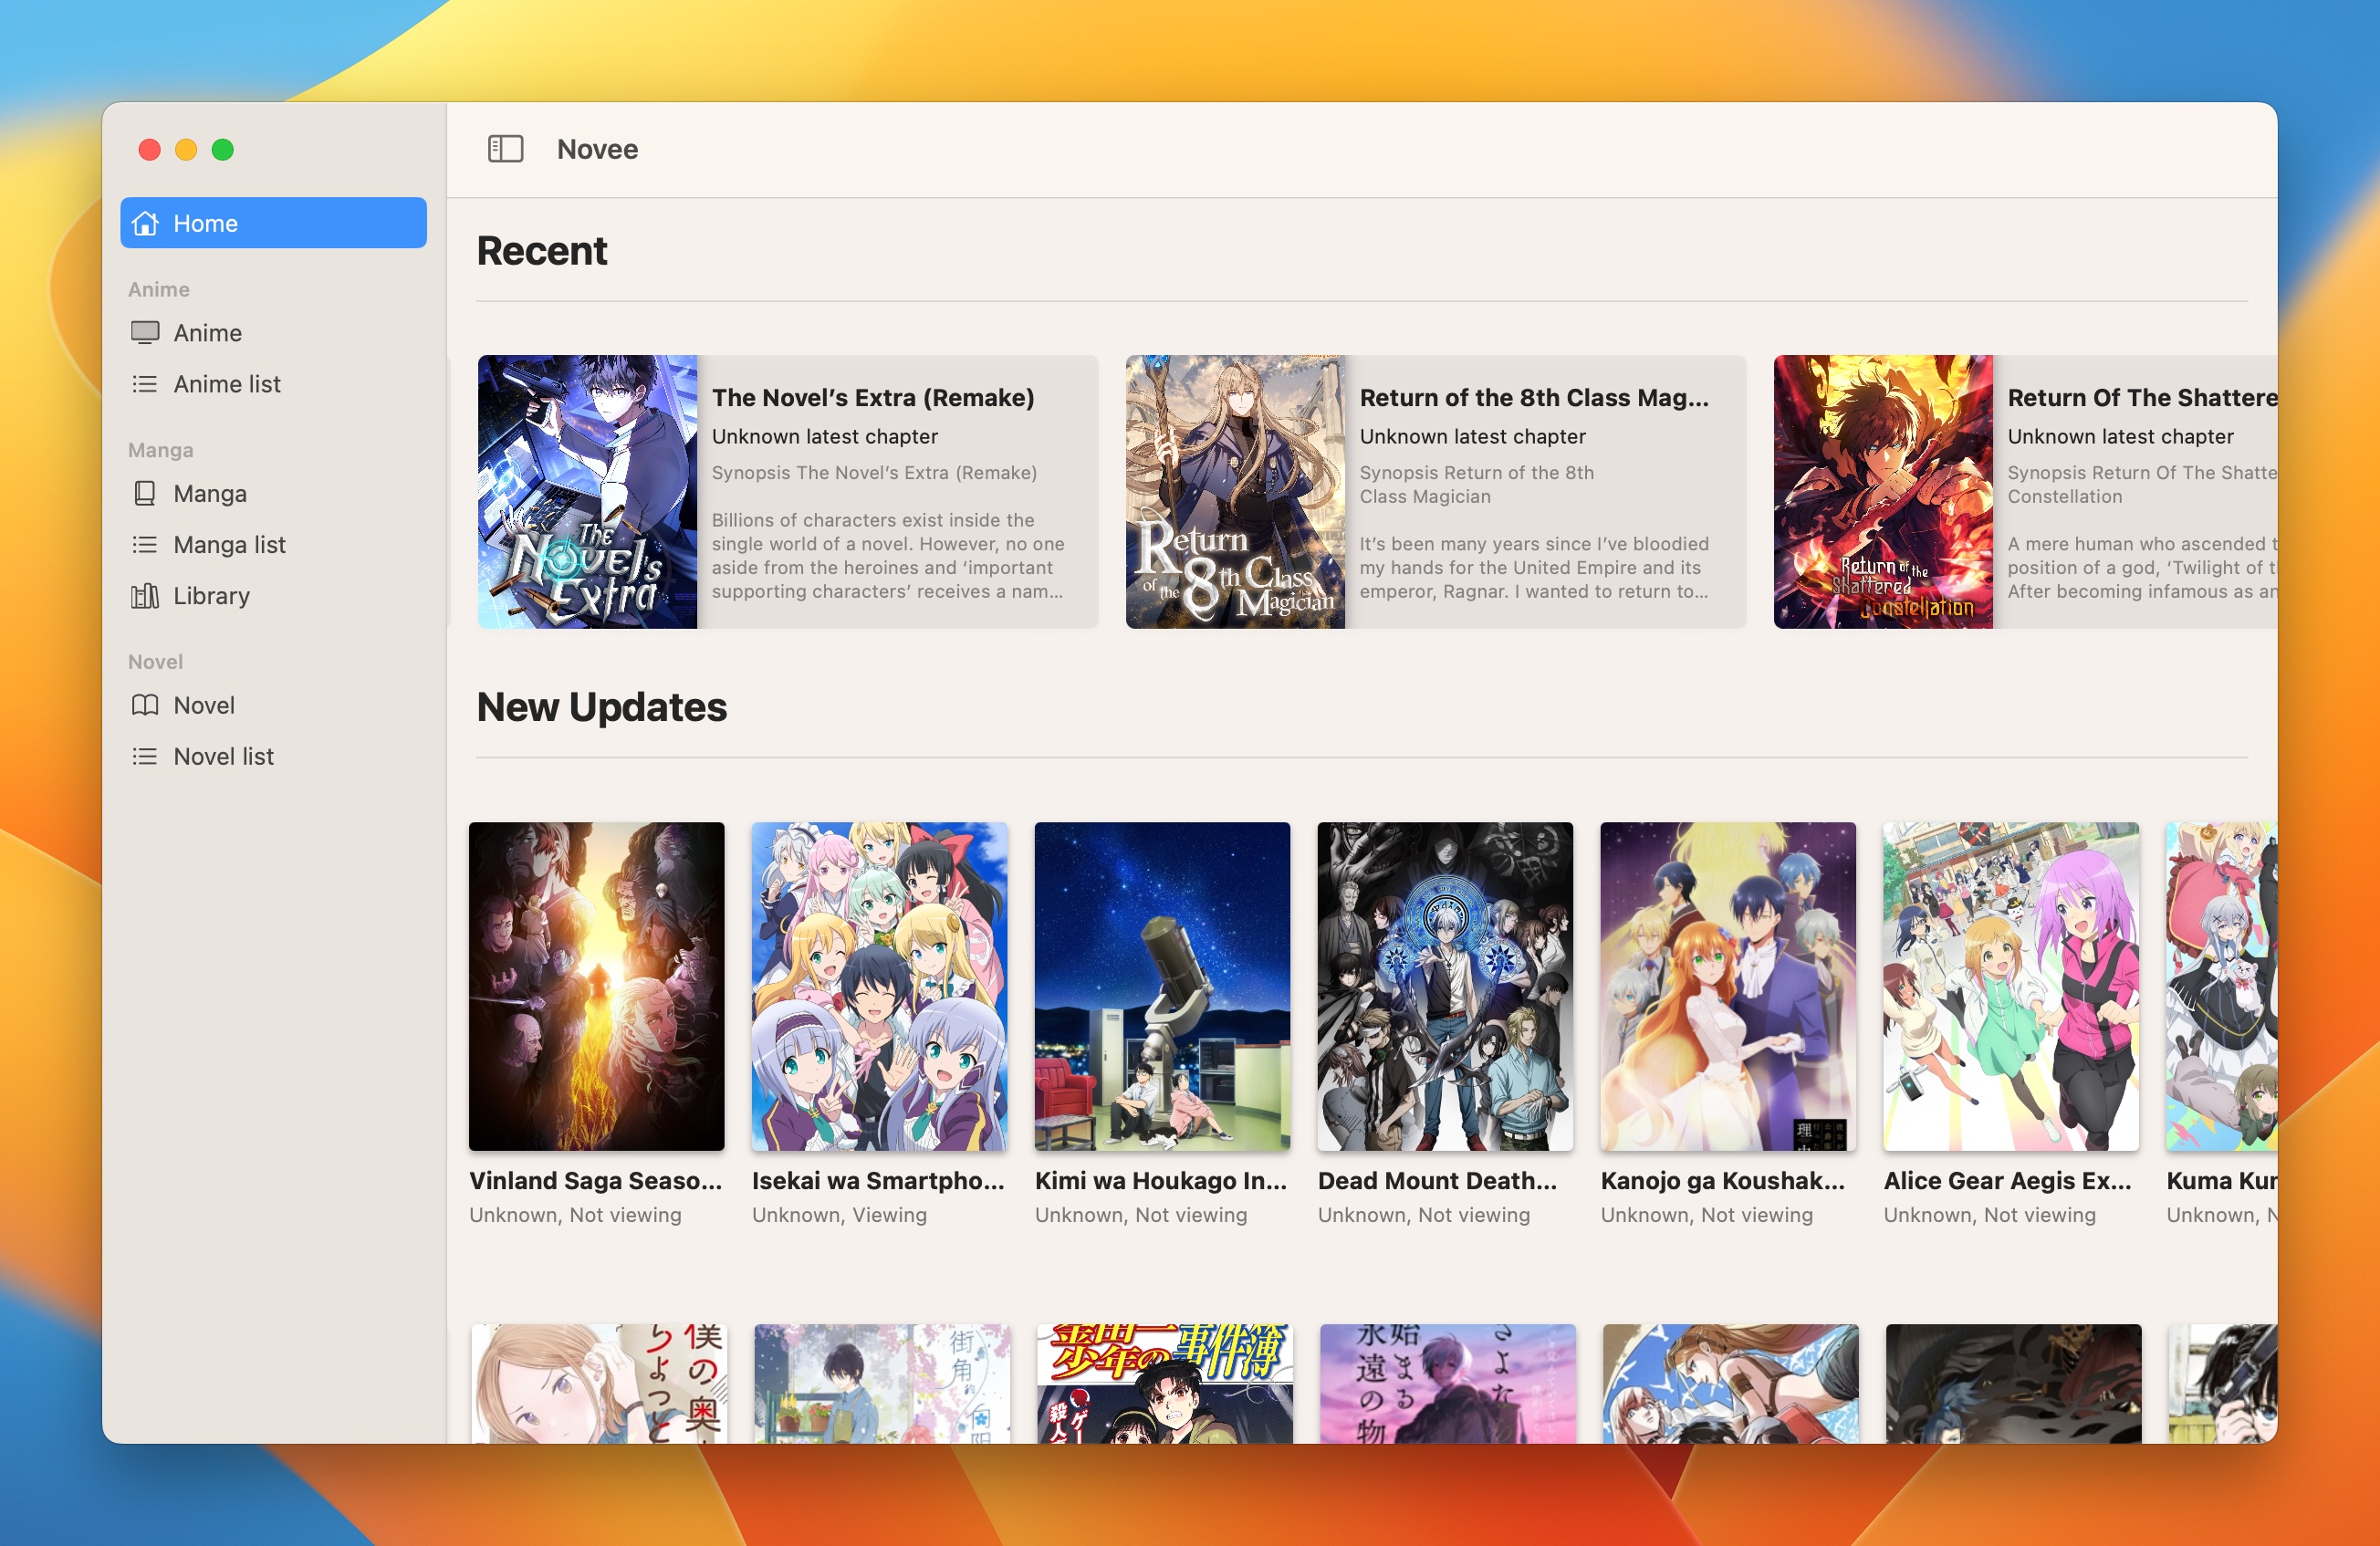 Novee
Home
Anime
Anime
Anime list
Manga
Manga
Manga list
Library
Novel
Novel
Novel list
Recent
The
Novel's
Extra
The Novel’s Extra (Remake)
Unknown latest chapter
Synopsis The Novel’s Extra (Remake)
Billions of characters exist inside the
single world of a novel. However, no one
aside from the heroines and ‘important
supporting characters’ receives a nam...
Return
of the 8th Class
Magician
Return of the 8th Class Mag...
Unknown latest chapter
Synopsis Return of the 8th
Class Magician
It’s been many years since I’ve bloodied
my hands for the United Empire and its
emperor, Ragnar. I wanted to return to...
Return of the
Shattered
Constellation
Return Of The Shattere
Unknown latest chapter
Synopsis Return Of The Shatte
Constellation
A mere human who ascended t
position of a god, ‘Twilight of t
After becoming infamous as an
New Updates
Vinland Saga Seaso...
Unknown, Not viewing
Isekai wa Smartpho...
Unknown, Viewing
Kimi wa Houkago In...
Unknown, Not viewing
Dead Mount Death...
Unknown, Not viewing
Kanojo ga Koushak...
Unknown, Not viewing
Alice Gear Aegis Ex...
Unknown, Not viewing
Kuma Kur
Unknown, N
僕の奥
ちょっと
街角
向陽
金田一
少年の事件簿
殺人
ゲー
さよな
始まる
永遠の物